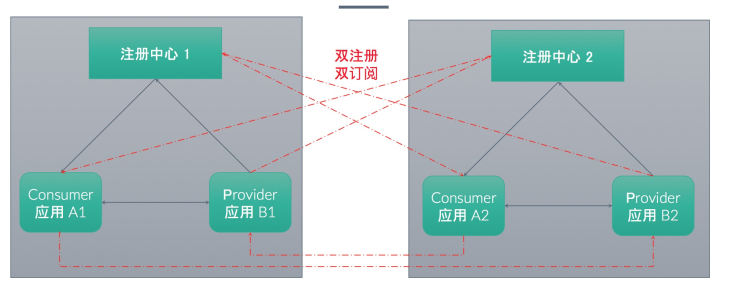 注册中心 1
双注册
双订阅
注册中心 2
Consumer
应用 A1
Provider
应用 B1
Consumer
应用 A2
Provider
应用 B2